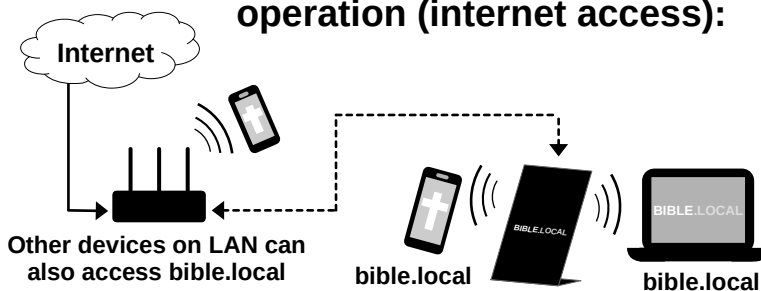 operation (internet access):
Internet
Other devices on LAN can
also access bible.local
bible.local
BIBLE.LOCAL
BIBLE.LOCAL
bible.local